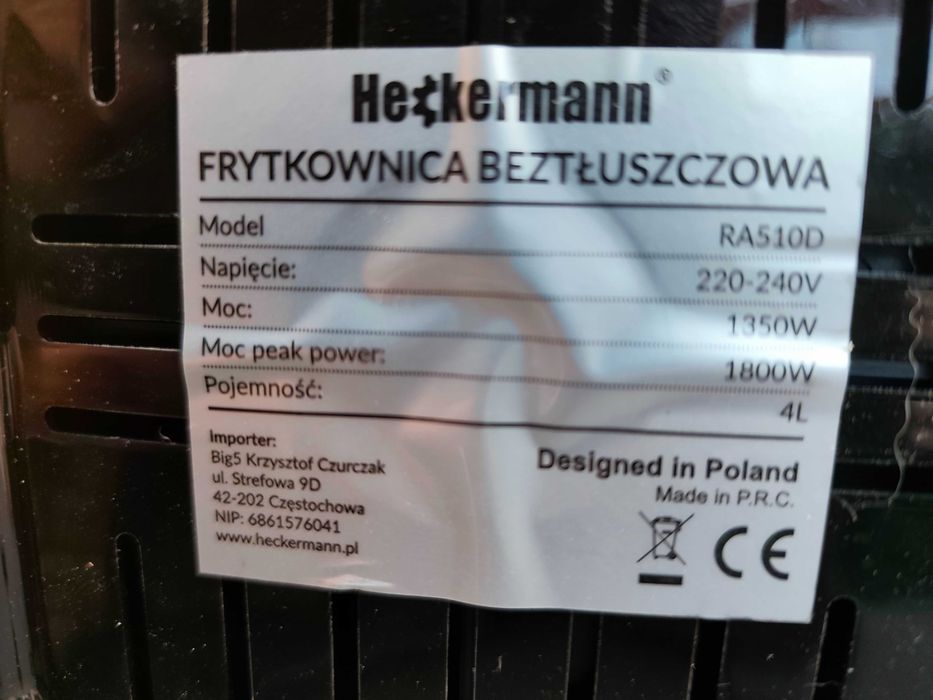 Heckermann®
FRYTKOWNICA BEZTŁUSZCZOWA
Model RA510D
Napięcie: 220-240V
Moc: 1350W
Moc peak power: 1800W
Pojemność: 4L
Importer:
Big5 Krzysztof Czurczak
ul. Strefowa 9D
42-202 Częstochowa
NIP: 6861576041
www.heckermann.pl
Designed in Poland
Made in P.R.C.
CE